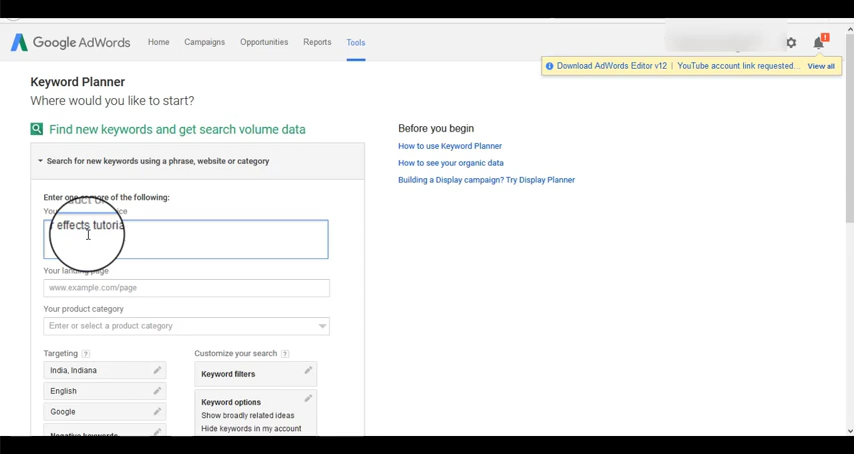 Google AdWords Home Campaigns Opportunities Reports Tools
!
Download AdWords Editor v12 | YouTube account link requested... View all
Keyword Planner
Where would you like to start?
Find new keywords and get search volume data
Search for new keywords using a phrase, website or category
Enter one or more of the following:
effects
www.example.com/page
Your product category
Enter or select a product category
Targeting ?
India, Indiana
English
Google
Negative keywords
Customize your search ?
Keyword filters
Keyword options
Show broadly related ideas
Hide keywords in my account
Before you begin
How to use Keyword Planner
How to see your organic data
Building a Display campaign? Try Display Planner